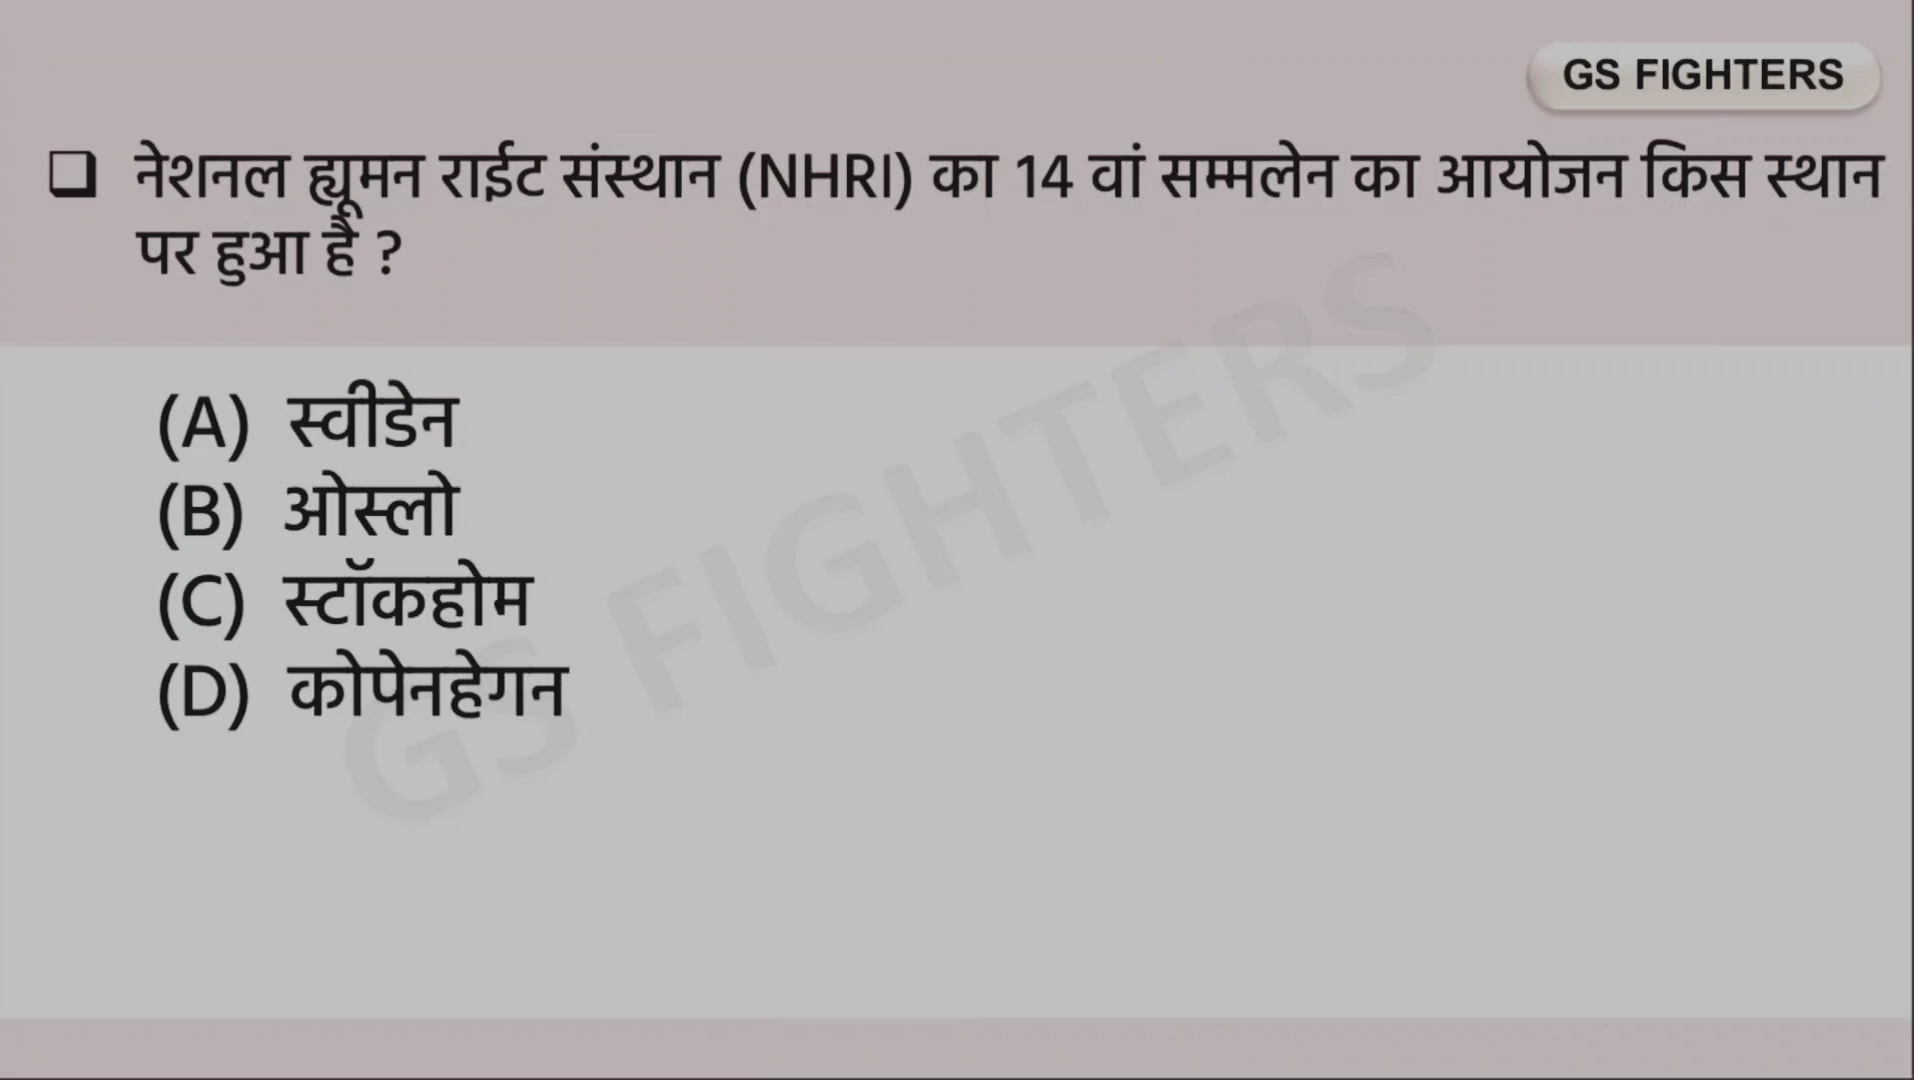 GS FIGHTERS
❑ नेशनल ह्यूमन राईट संस्थान (NHRI) का 14 वां सम्मलेन का आयोजन किस स्थान
पर हुआ है ?
(A) स्वीडेन
(B) ओस्लो
(C) स्टॉकहोम
(D) कोपेनहेगन
GS FIGHTERS